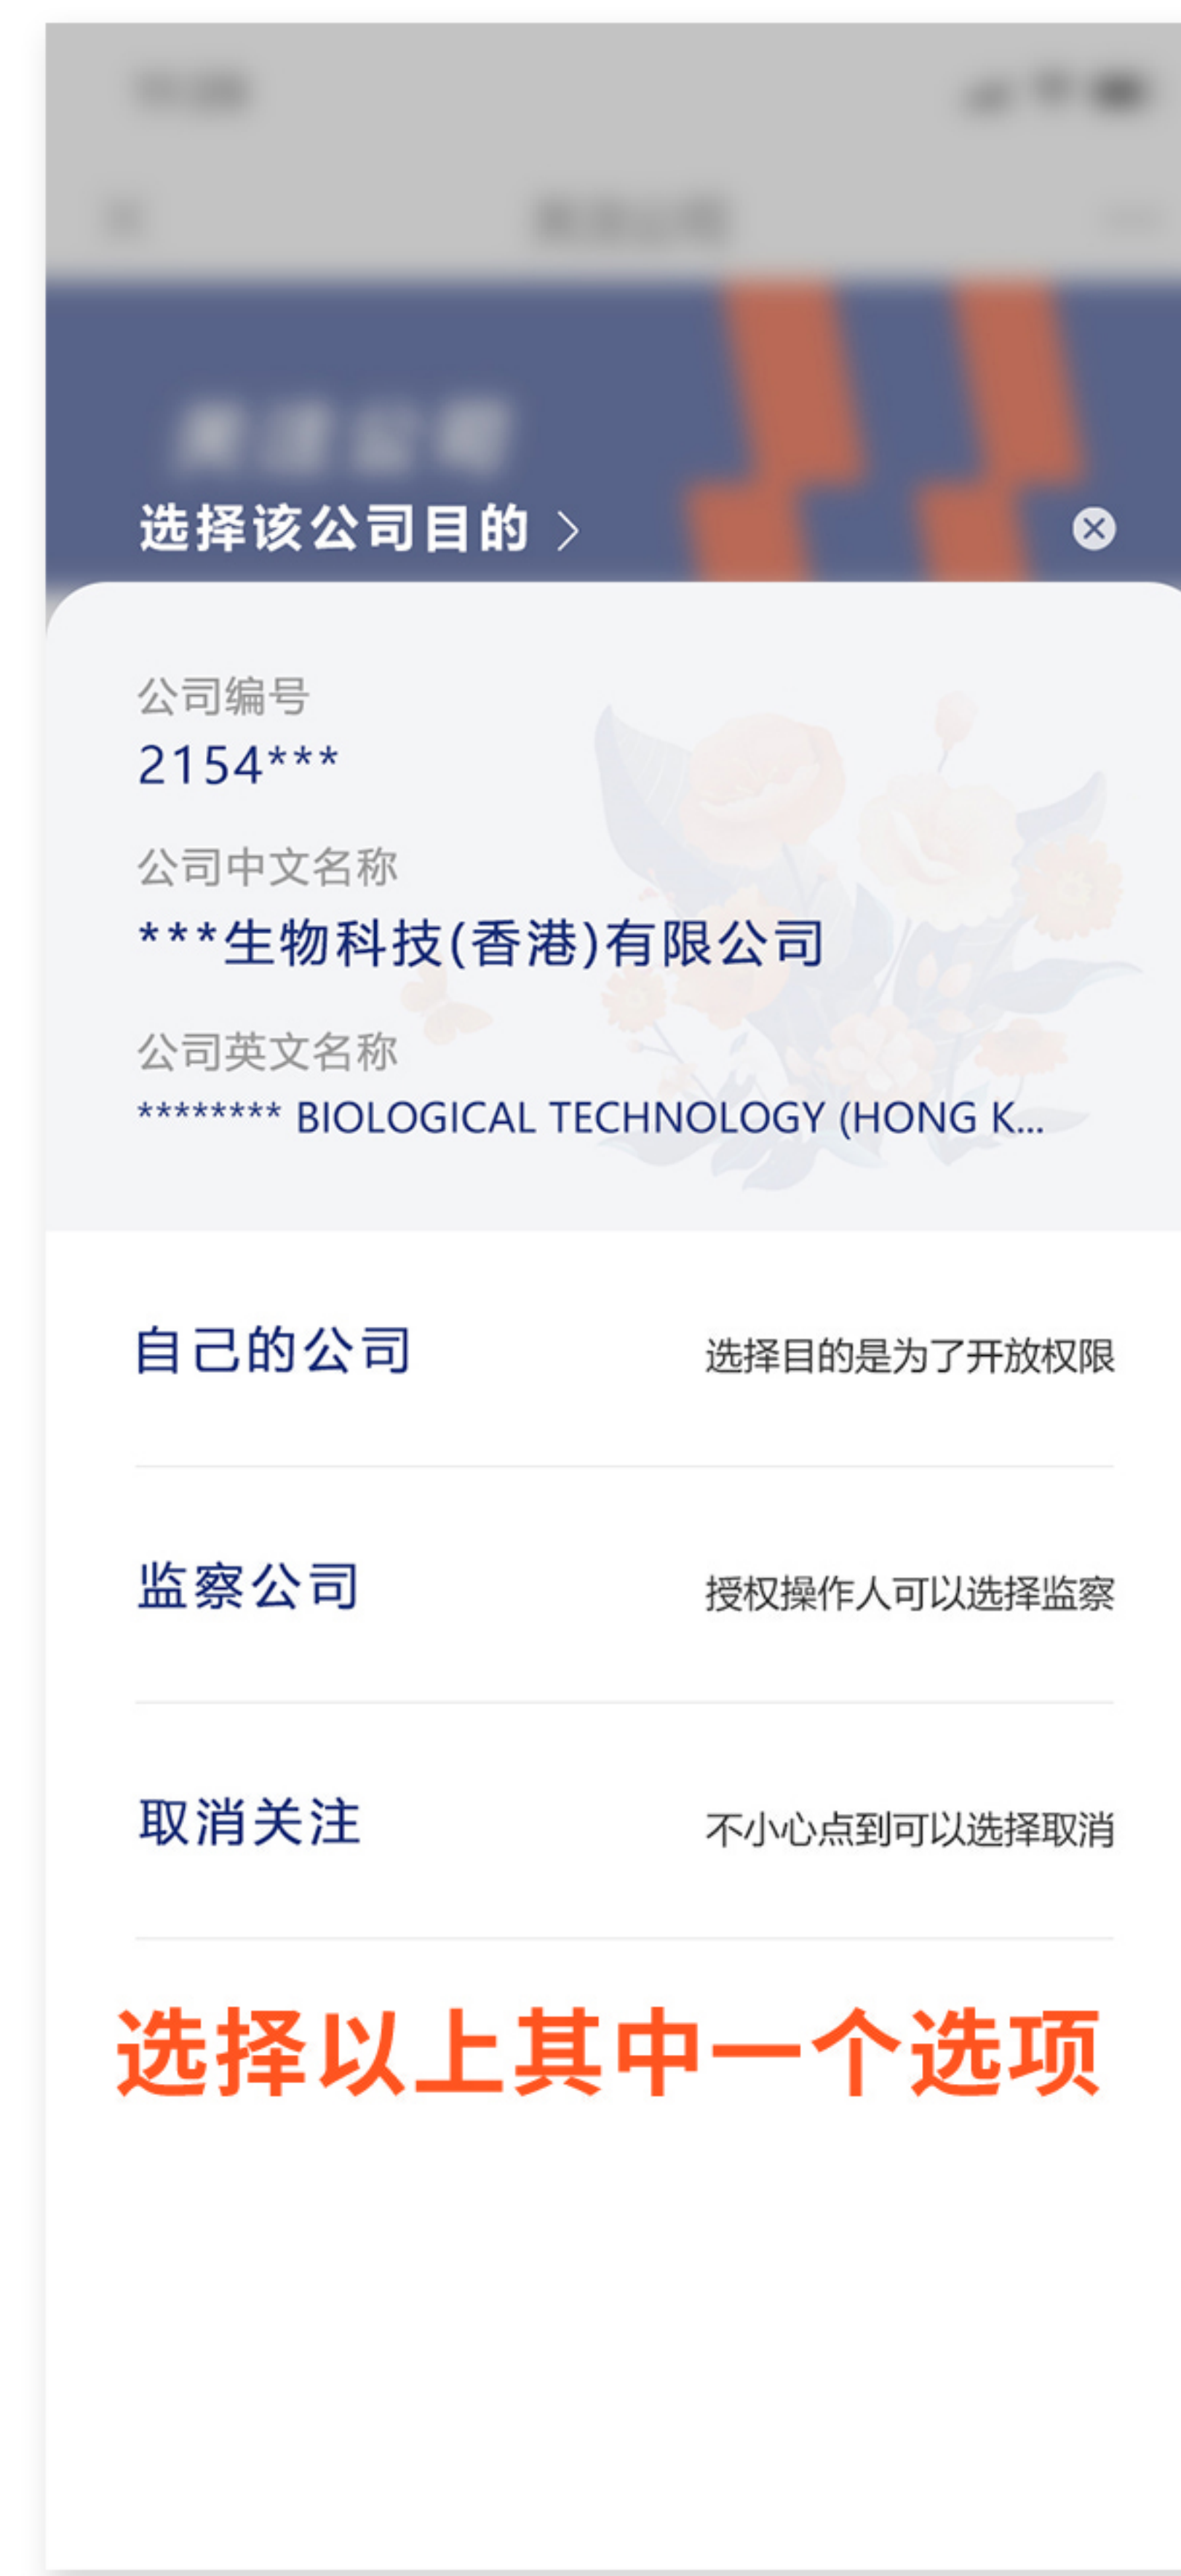 选择该公司目的 >
公司编号
2154***
公司中文名称
***生物科技(香港)有限公司
公司英文名称
******** BIOLOGICAL TECHNOLOGY (HONG K...
自己的公司 选择目的是为了开放权限
监察公司 授权操作人可以选择监察
取消关注 不小心点到可以选择取消
选择以上其中一个选项